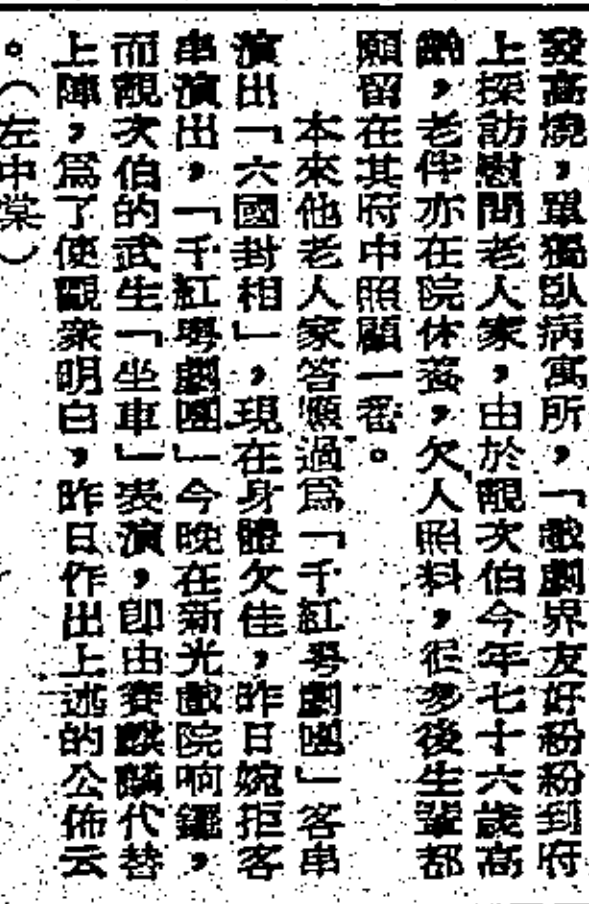 發高燒，單獨臥病寓所，「戲劇界友好紛紛到府
上探訪慰問老人家，由於靚次伯今年七十六歲高
齡，老伴亦在院休養，欠人照料，很多後生輩都
願留在其府中照顧一番。
本來他老人家答應過爲「千紅粵劇團」客串
演出「六國封相」，現在身體欠佳，昨日婉拒客
串演出，「千紅粵劇團」今晚在新光戲院响鑼，
而靚次伯的武生「坐車」表演，卽由賽麒麟代替
上陣，爲了使觀衆明白，昨日作出上述的公佈云
。（左中棠）